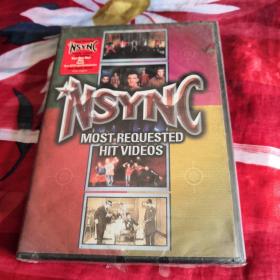 *NSYNC
*NSYNC
MOST REQUESTED
HIT VIDEOS